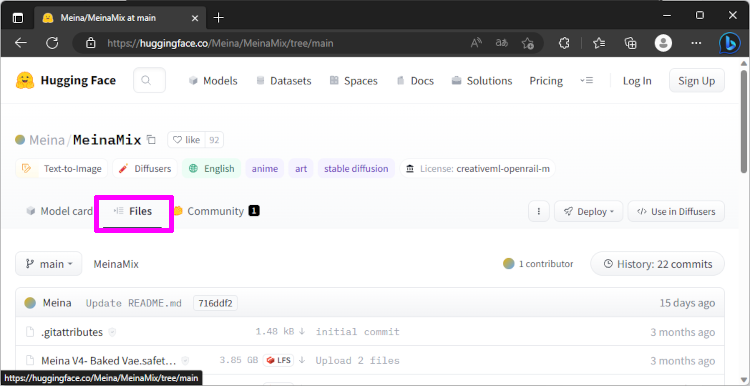 Meina/MeinaMix at main
https://huggingface.co/Meina/MeinaMix/tree/main
Hugging Face Models Datasets Spaces Docs Solutions Pricing Log In Sign Up
Meina/MeinaMix like 92
Text-to-Image Diffusers English anime art stable diffusion License: creativeml-openrail-m
Model card Files Community 1 Deploy Use in Diffusers
main MeinaMix 1 contributor History: 22 commits
Meina Update README.md 716ddf2 15 days ago
.gitattributes 1.48 kB initial commit 3 months ago
Meina V4- Baked Vae.safet... 3.85 GB LFS Upload 2 files 3 months ago
https://huggingface.co/Meina/MeinaMix/tree/main